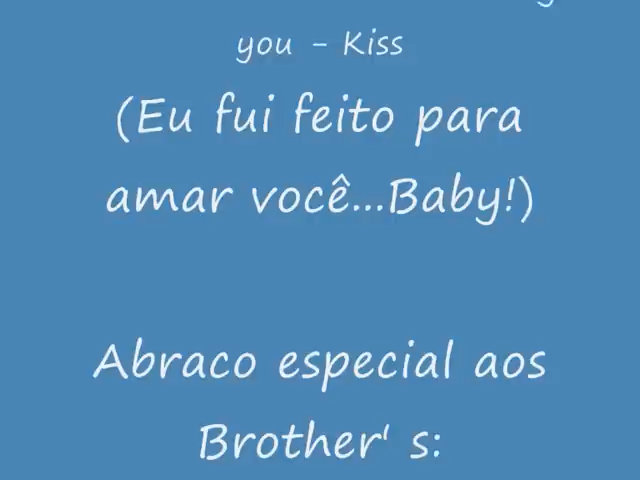 you - Kiss
(Eu fui feito para
amar você...Baby!)
Abraco especial aos
Brother' s: